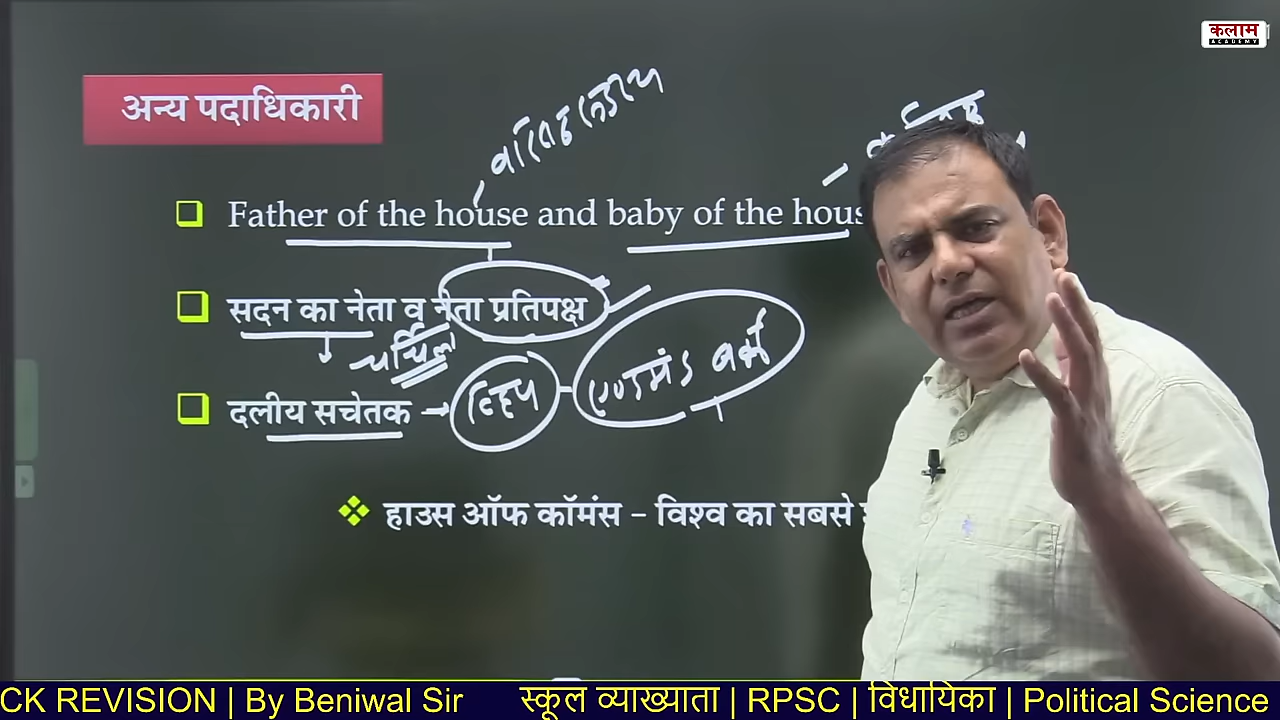 कलाम
ACADEMY
अन्य पदाधिकारी
Father of the house and baby of the hous
सदन का नेता व नेता प्रतिपक्ष
चर्चिल
दलीय सचेतक →
हाउस ऑफ कॉमंस – विश्व का सबसे
CK REVISION | By Beniwal Sir स्कूल व्याख्याता | RPSC | विधायिका | Political Science